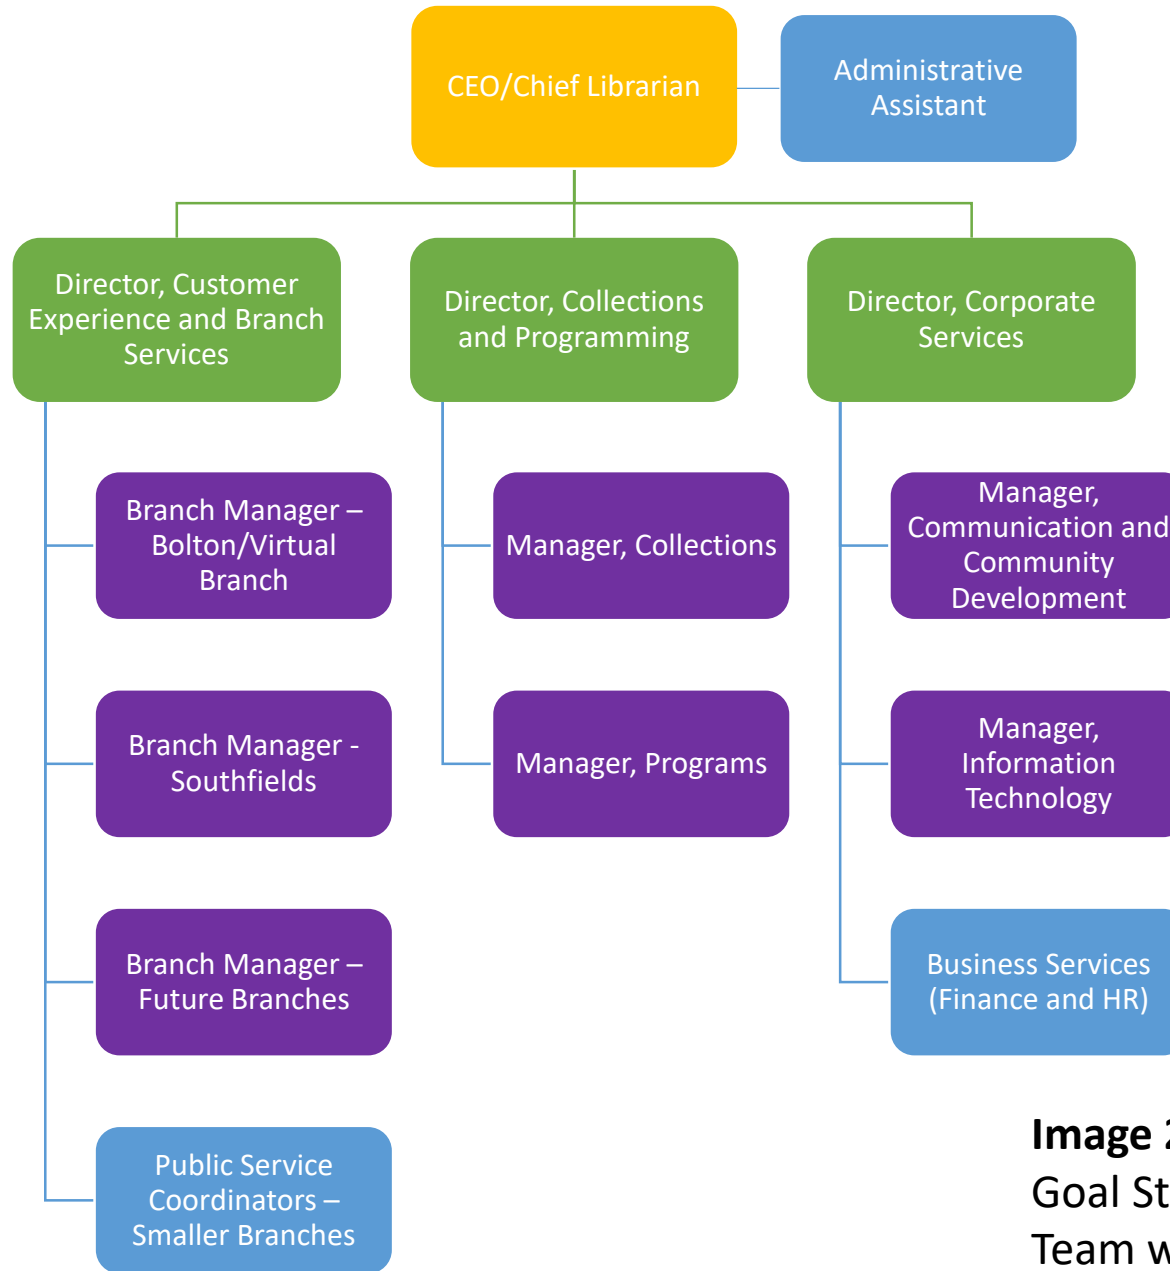 CEO/Chief Librarian
Administrative
Assistant
Director, Customer
Experience and Branch
Services
Director, Collections
and Programming
Director, Corporate
Services
Branch Manager –
Bolton/Virtual
Branch
Manager, Collections
Manager,
Communication and
Community
Development
Branch Manager -
Southfields
Manager, Programs
Manager,
Information
Technology
Branch Manager –
Future Branches
Business Services
(Finance and HR)
Public Service
Coordinators –
Smaller Branches
Image 2
Goal St
Team w